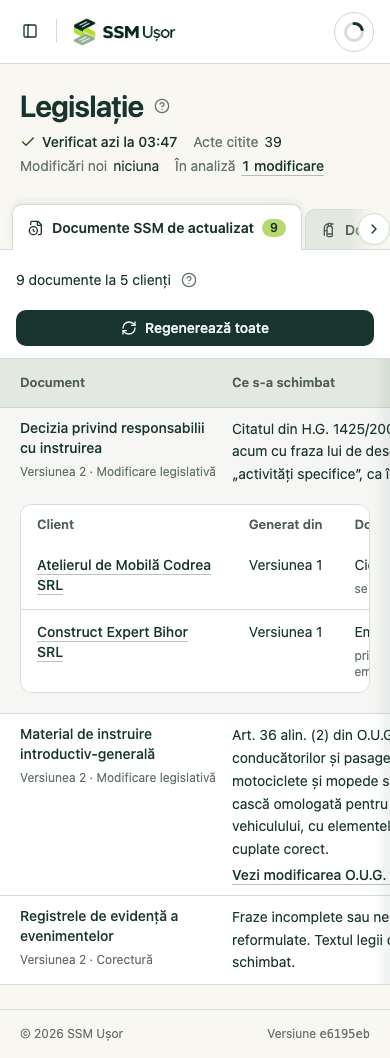 SSM Ușor
Legislație
Verificat azi la 03:47 Acte citite 39
Modificări noi niciuna În analiză 1 modificare
Documente SSM de actualizat 9
9 documente la 5 clienți
Regenerează toate
Document Ce s-a schimbat
Decizia privind responsabilii
cu instruirea
Versiunea 2 · Modificare legislativă
Citatul din H.G. 1425/200
acum cu fraza lui de
„activități specifice”, ca
Client Generat din
Atelierul de Mobilă Codrea
SRL
Versiunea 1
se
Construct Expert Bihor
SRL
Versiunea 1
Material de instruire
introductiv-generală
Versiunea 2 · Modificare legislativă
Art. 36 alin. (2) din O.U.G
conducătorilor și pasage
motociclete și mopede s
cască omologată pentru
vehiculului, cu elemente
cuplate corect.
Vezi modificarea O.U.G.
Registrele de evidență a
evenimentelor
Versiunea 2 · Corectură
Fraze incomplete sau ne
reformulate. Textul legii
schimbat.
© 2026 SSM Ușor Versiune e6195eb